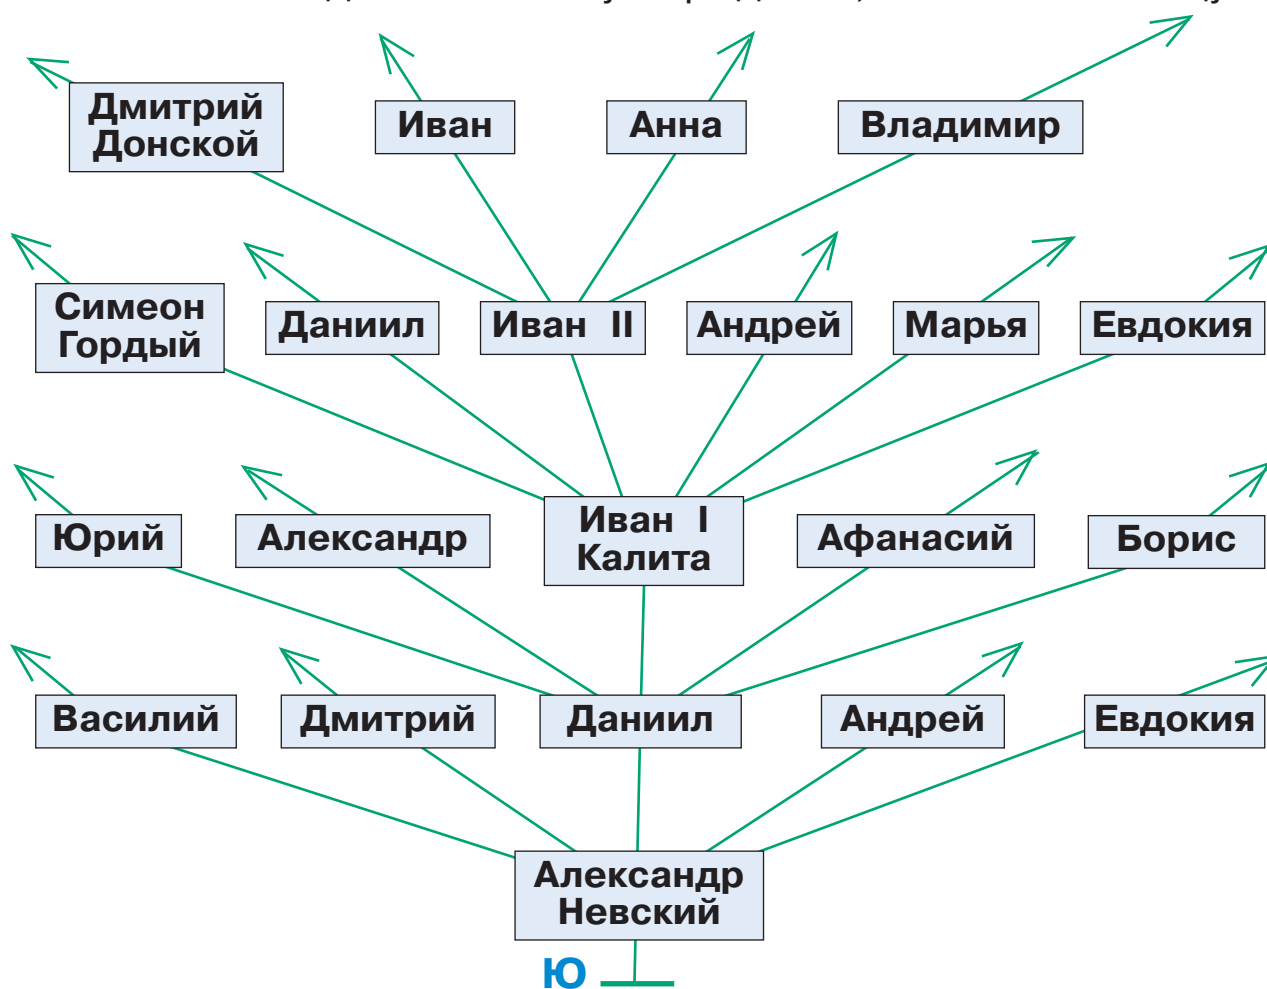 Дмитрий
Донской
Иван
Анна
Владимир
Симеон
Гордый
Даниил
Иван II
Андрей
Марья
Евдокия
Юрий
Александр
Иван I
Калита
Афанасий
Борис
Василий
Дмитрий
Даниил
Андрей
Евдокия
Александр
Невский
Ю